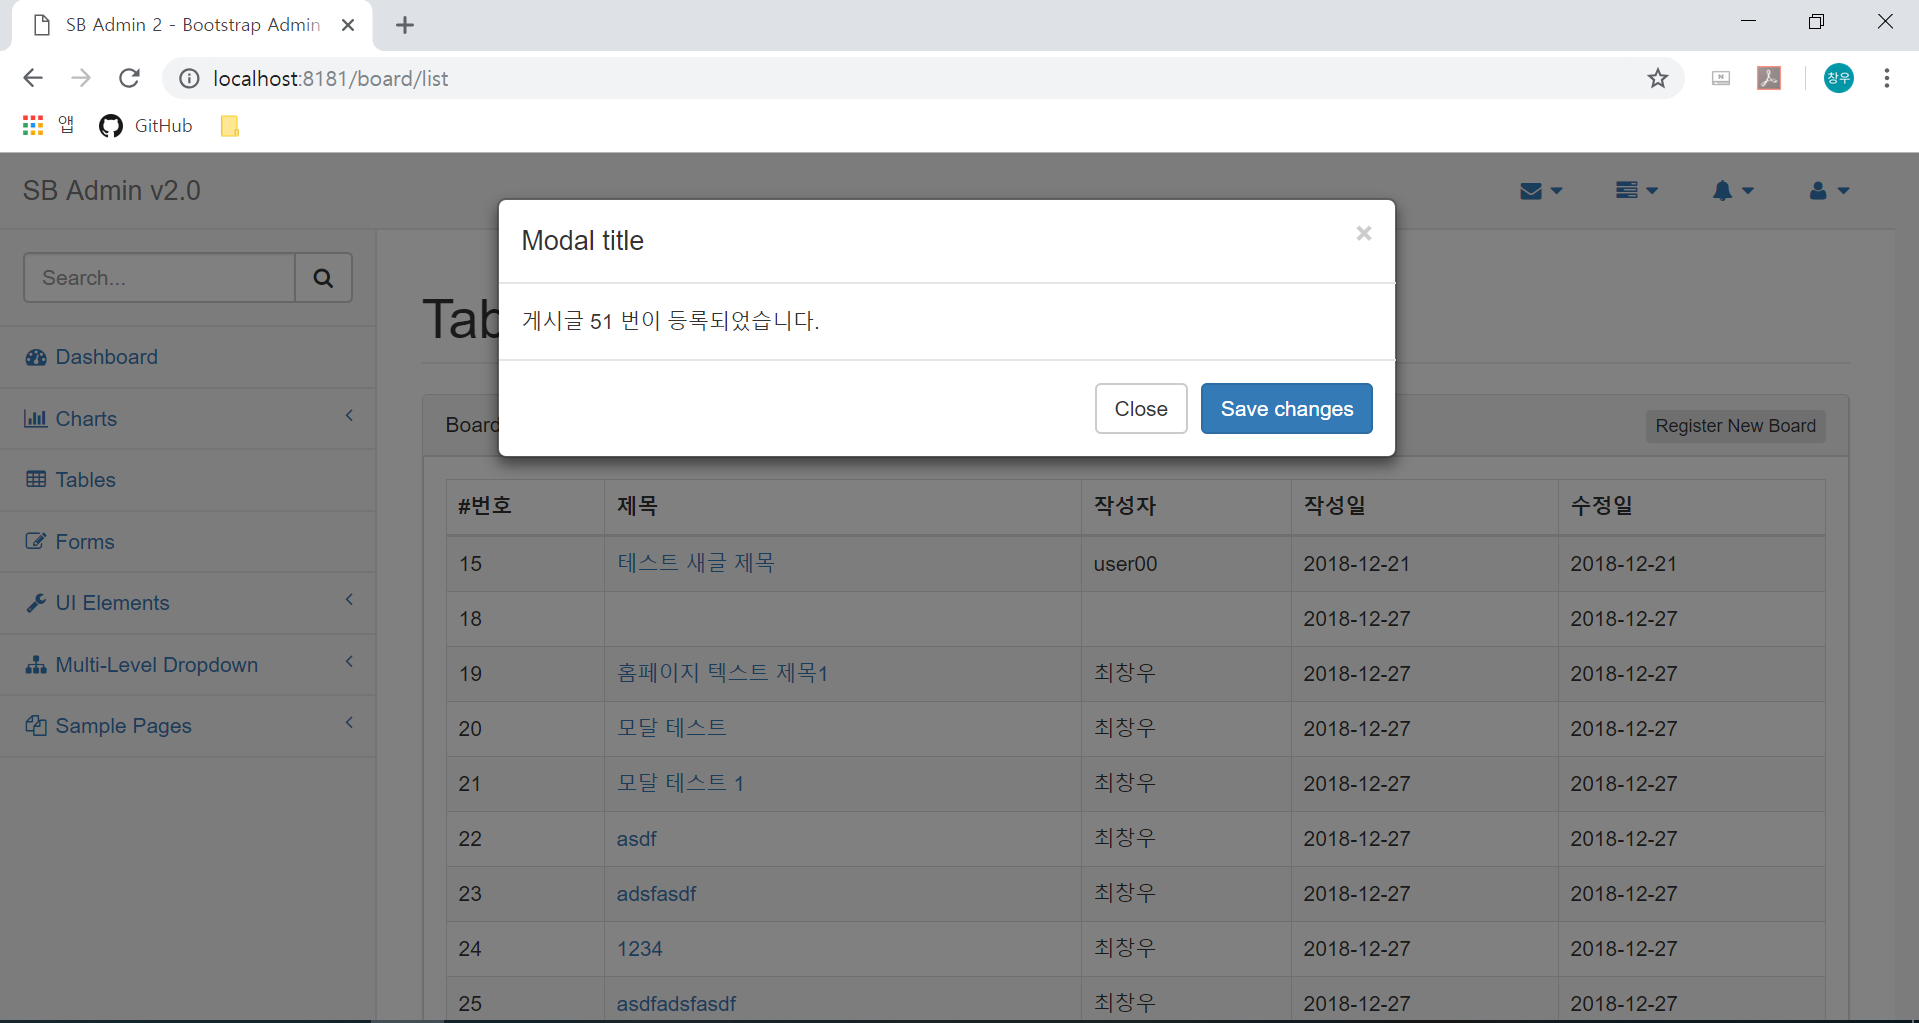 SB Admin 2 - Bootstrap Admin
localhost:8181/board/list
창우
앱 GitHub
SB Admin v2.0
Modal title ×
Search...
Tab
게시글 51 번이 등록되었습니다.
Dashboard
Charts
Close Save changes
Board Register New Board
Tables
#번호 제목 작성자 작성일 수정일
Forms
15 테스트 새글 제목 user00 2018-12-21 2018-12-21
UI Elements
18 2018-12-27 2018-12-27
Multi-Level Dropdown
19 홈페이지 텍스트 제목1 최창우 2018-12-27 2018-12-27
Sample Pages
20 모달 테스트 최창우 2018-12-27 2018-12-27
21 모달 테스트 1 최창우 2018-12-27 2018-12-27
22 asdf 최창우 2018-12-27 2018-12-27
23 adsfasdf 최창우 2018-12-27 2018-12-27
24 1234 최창우 2018-12-27 2018-12-27
25 asdfadsfasdf 최창우 2018-12-27 2018-12-27